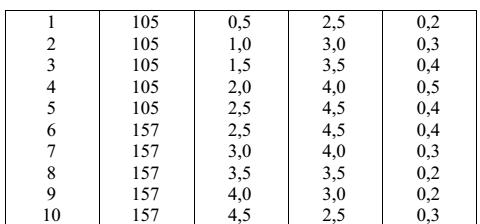 1 105 0,5 2,5 0,2
2 105 1,0 3,0 0,3
3 105 1,5 3,5 0,4
4 105 2,0 4,0 0,5
5 105 2,5 4,5 0,4
6 157 2,5 4,5 0,4
7 157 3,0 4,0 0,3
8 157 3,5 3,5 0,2
9 157 4,0 3,0 0,2
10 157 4,5 2,5 0,3